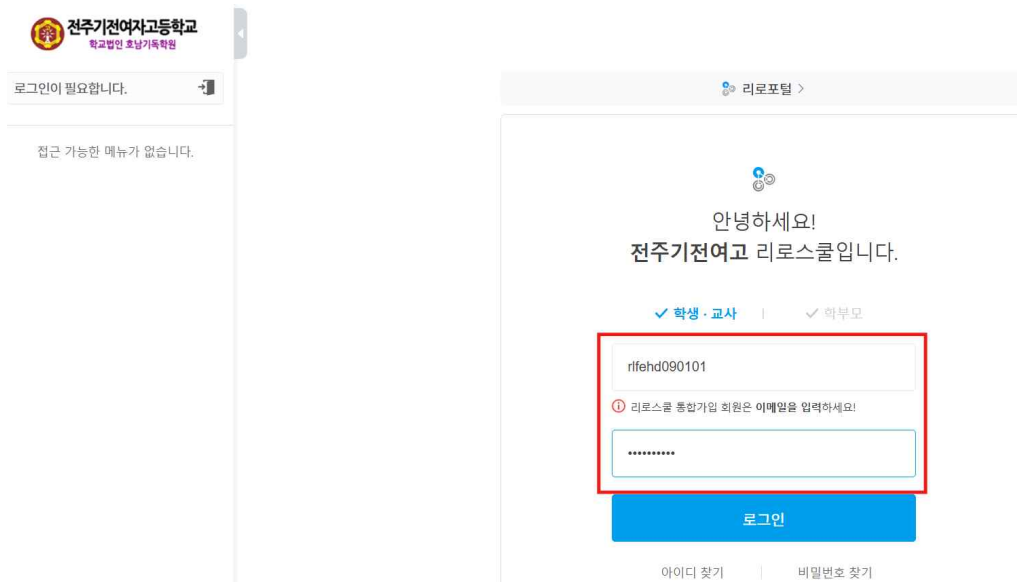 전주기전여자고등학교
학교법인 호남기독학원
로그인이 필요합니다.
접근 가능한 메뉴가 없습니다.
리로포털 >
안녕하세요!
전주기전여고 리로스쿨입니다.
학생 · 교사 | 학부모
rlfehd090101
리로스쿨 통합가입 회원은 이메일을 입력하세요!
••••••••••
로그인
아이디 찾기 | 비밀번호 찾기